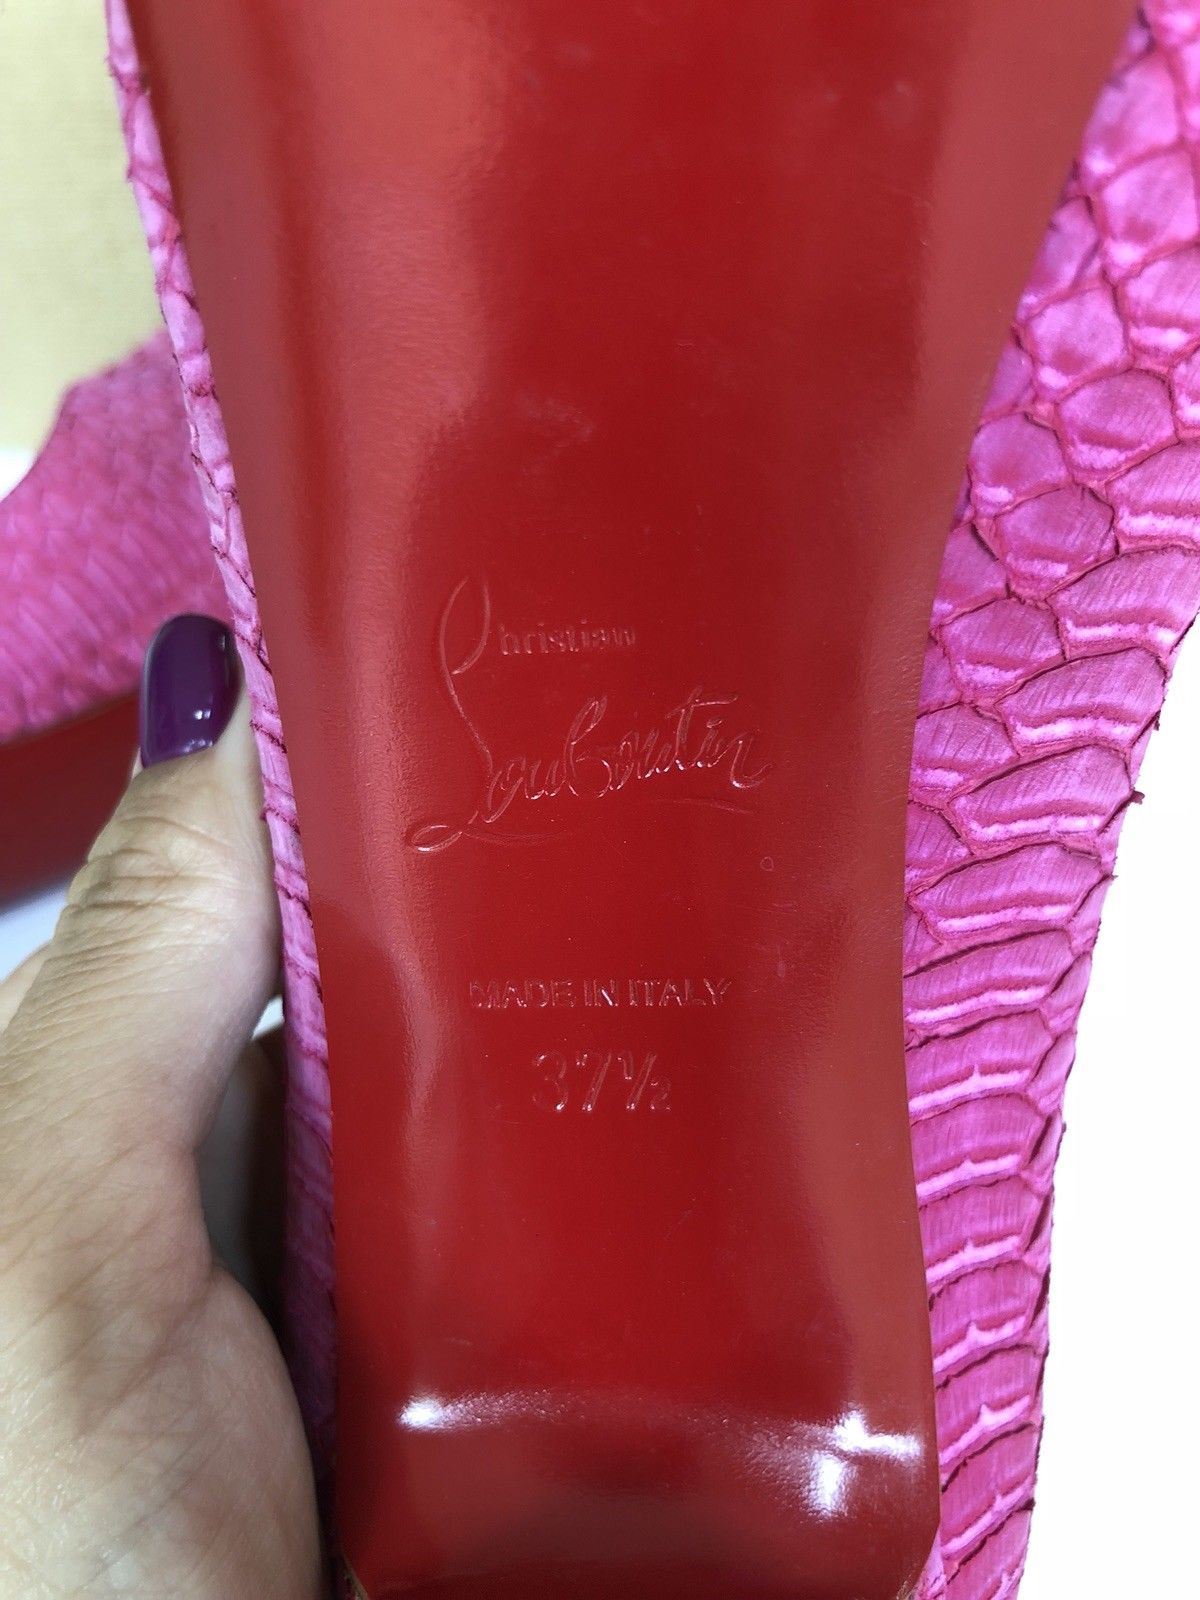 Christian
Louboutin
MADE IN ITALY
37½